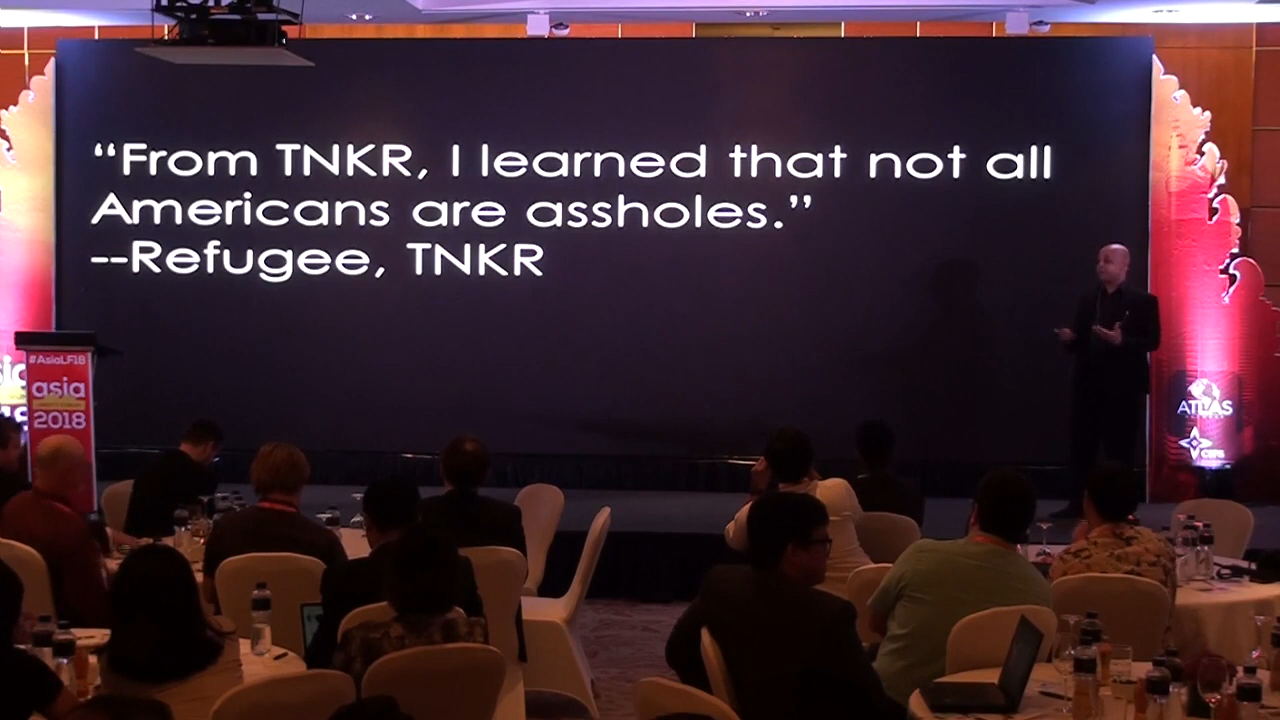 “From TNKR, I learned that not all
Americans are assholes.”
--Refugee, TNKR
#AsiaLF18
asia
2018
ATLAS